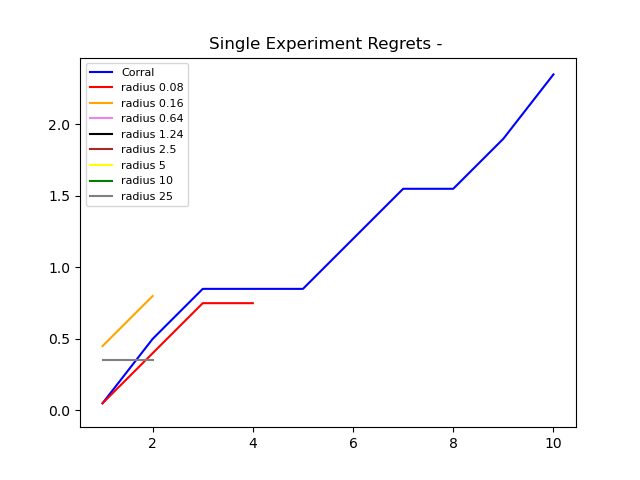 Single Experiment Regrets -
Corral
radius 0.08
radius 0.16
radius 0.64
radius 1.24
radius 2.5
radius 5
radius 10
radius 25
2.0
1.5
1.0
0.5
0.0
2 4 6 8 10